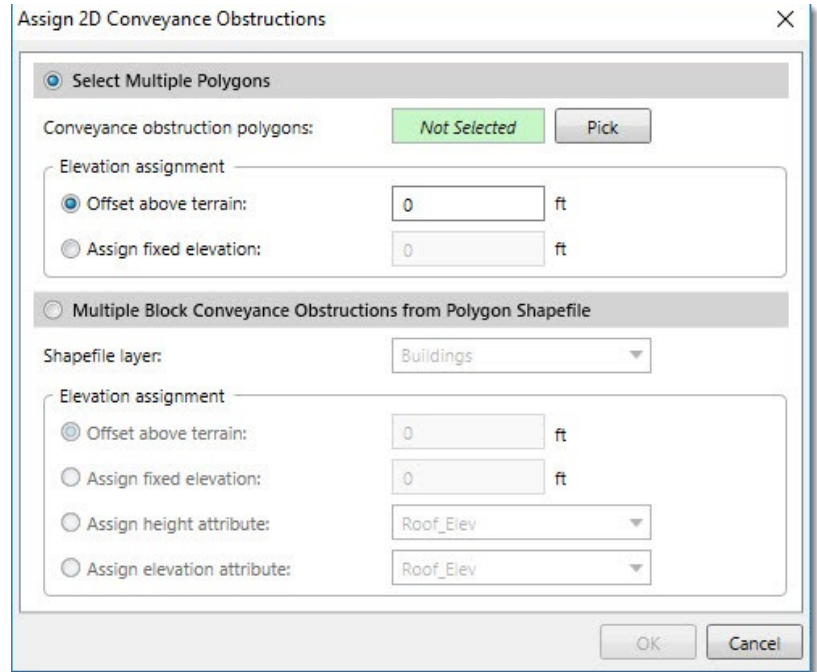 Assign 2D Conveyance Obstructions
Select Multiple Polygons
Conveyance obstruction polygons: Not Selected Pick
Elevation assignment
Offset above terrain: 0 ft
Assign fixed elevation: 0 ft
Multiple Block Conveyance Obstructions from Polygon Shapefile
Shapefile layer: Buildings
Elevation assignment
Offset above terrain: 0 ft
Assign fixed elevation: 0 ft
Assign height attribute: Roof_Elev
Assign elevation attribute: Roof_Elev
OK Cancel